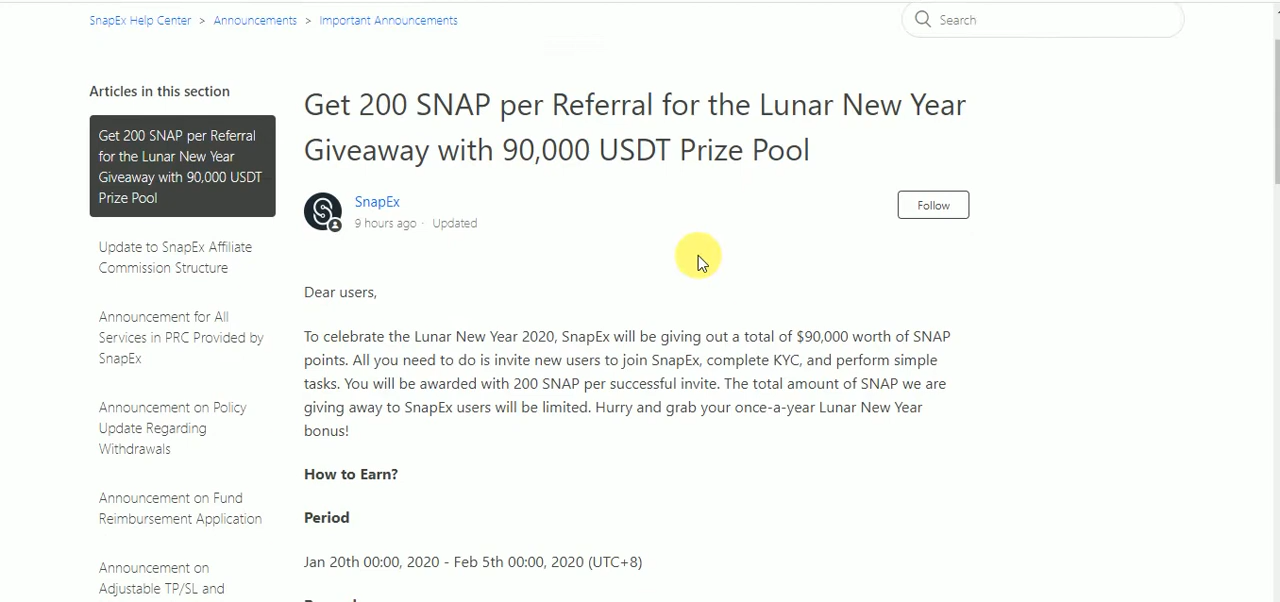 SnapEx Help Center > Announcements > Important Announcements
Search
Articles in this section
Get 200 SNAP per Referral
for the Lunar New Year
Giveaway with 90,000 USDT
Prize Pool
Update to SnapEx Affiliate
Commission Structure
Announcement for All
Services in PRC Provided by
SnapEx
Announcement on Policy
Update Regarding
Withdrawals
Announcement on Fund
Reimbursement Application
Announcement on
Adjustable TP/SL and
Get 200 SNAP per Referral for the Lunar New Year
Giveaway with 90,000 USDT Prize Pool
SnapEx
9 hours ago · Updated
Follow
Dear users,
To celebrate the Lunar New Year 2020, SnapEx will be giving out a total of $90,000 worth of SNAP
points. All you need to do is invite new users to join SnapEx, complete KYC, and perform simple
tasks. You will be awarded with 200 SNAP per successful invite. The total amount of SNAP we are
giving away to SnapEx users will be limited. Hurry and grab your once-a-year Lunar New Year
bonus!
How to Earn?
Period
Jan 20th 00:00, 2020 - Feb 5th 00:00, 2020 (UTC+8)